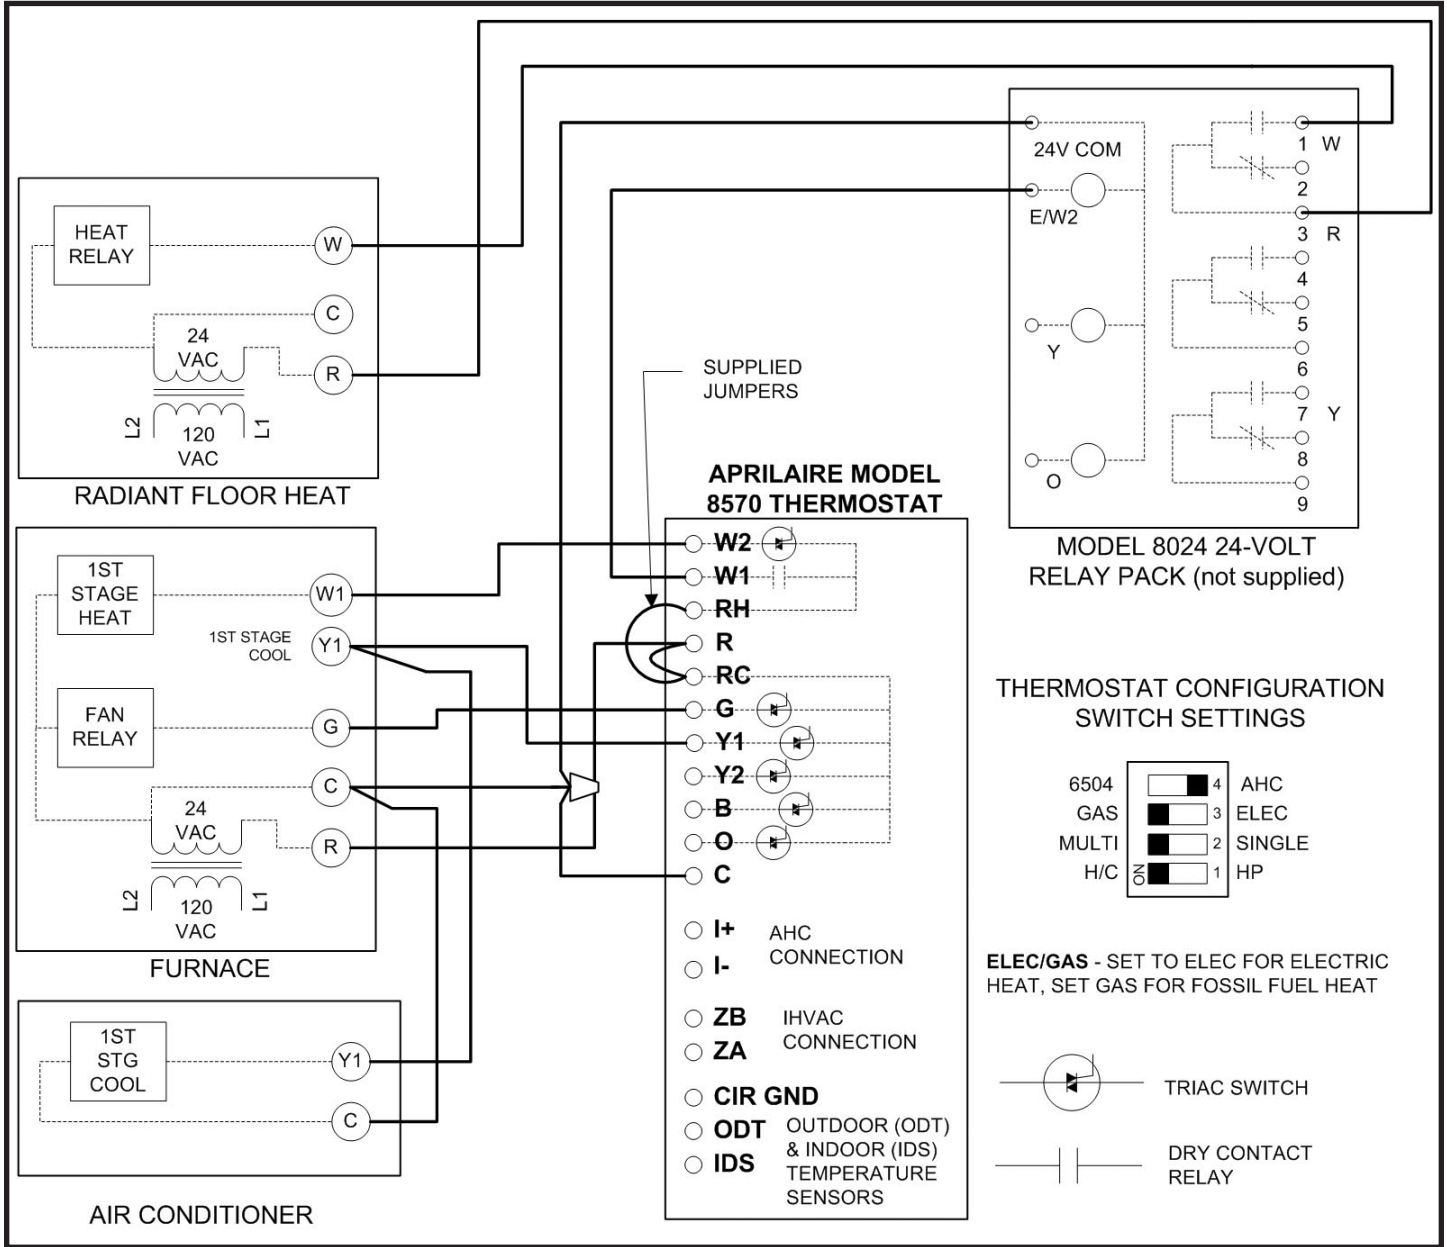 HEAT
RELAY
W
C
24
VAC
R
L2
120
VAC
L1
RADIANT FLOOR HEAT
1ST
STAGE
HEAT
W1
1ST STAGE
COOL
Y1
FAN
RELAY
G
C
24
VAC
R
L2
120
VAC
L1
FURNACE
1ST
STG
COOL
Y1
C
AIR CONDITIONER
SUPPLIED
JUMPERS
APRILAIRE MODEL
8570 THERMOSTAT
W2
W1
RH
R
RC
G
Y1
Y2
B
O
C
I+
I-
AHC
CONNECTION
ZB
ZA
IHVAC
CONNECTION
CIR GND
ODT
IDS
OUTDOOR (ODT)
& INDOOR (IDS)
TEMPERATURE
SENSORS
24V COM
E/W2
Y
O
1 W
2
3 R
4
5
6
7 Y
8
9
MODEL 8024 24-VOLT
RELAY PACK (not supplied)
THERMOSTAT CONFIGURATION
SWITCH SETTINGS
6504 4 AHC
GAS 3 ELEC
MULTI 2 SINGLE
H/C ON 1 HP
ELEC/GAS - SET TO ELEC FOR ELECTRIC
HEAT, SET GAS FOR FOSSIL FUEL HEAT
TRIAC SWITCH
DRY CONTACT
RELAY